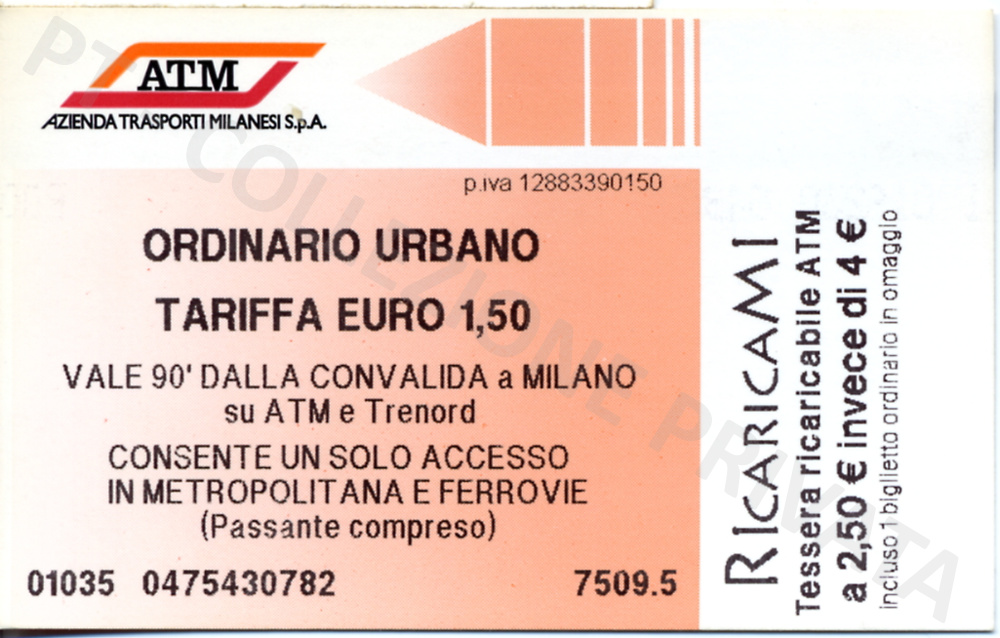 ATM
AZIENDA TRASPORTI MILANESI S.p.A.
p.iva 12883390150
ORDINARIO URBANO
TARIFFA EURO 1,50
VALE 90' DALLA CONVALIDA a MILANO
su ATM e Trenord
CONSENTE UN SOLO ACCESSO
IN METROPOLITANA E FERROVIE
(Passante compreso)
01035 0475430782 7509.5
RICARICAMI
Tessera ricaricabile ATM
a 2,50 € invece di 4 €
incluso 1 biglietto ordinario in omaggio
COLLEZIONE PRIVATA